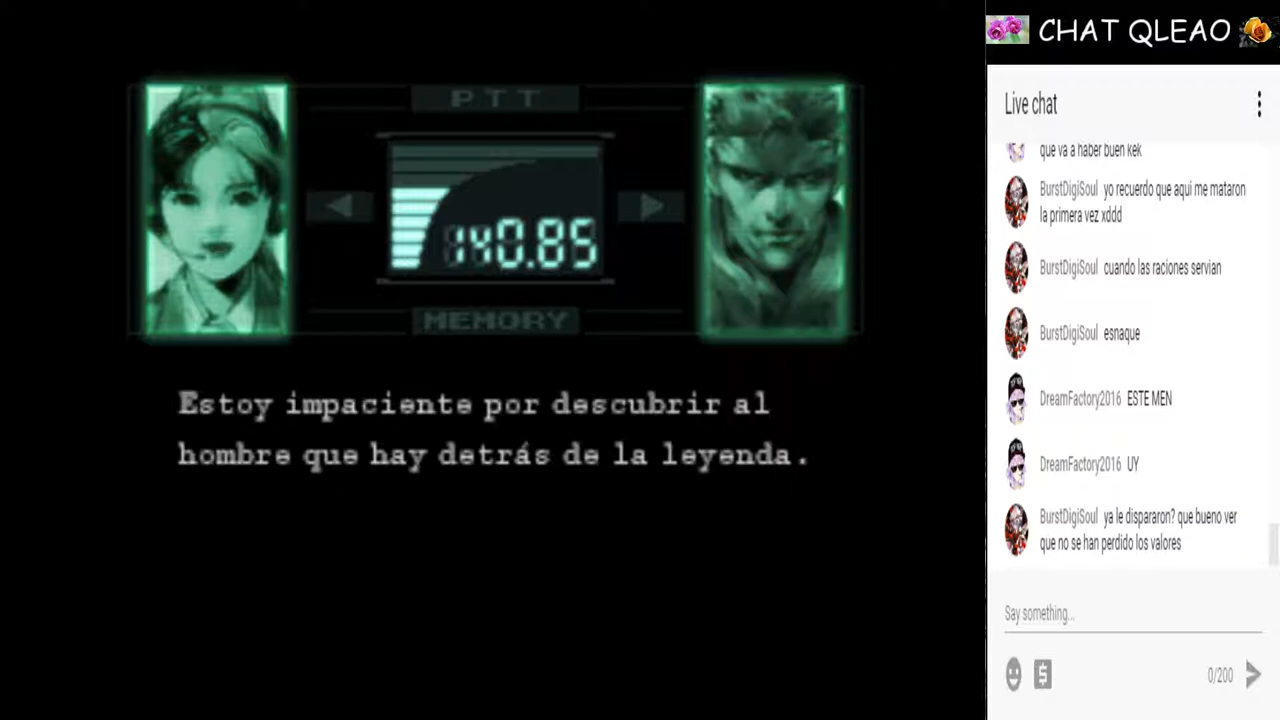 PTT
140.85
MEMORY
Estoy impaciente por descubrir al
hombre que hay detrás de la leyenda.
CHAT QLEAO
Live chat
que va a haber buen kek
BurstDigiSoul yo recuerdo que aqui me mataron
la primera vez xddd
BurstDigiSoul cuando las raciones servian
BurstDigiSoul esnaque
DreamFactory2016 ESTE MEN
DreamFactory2016 UY
BurstDigiSoul ya le dispararon? que bueno ver
que no se han perdido los valores
Say something...
0/200